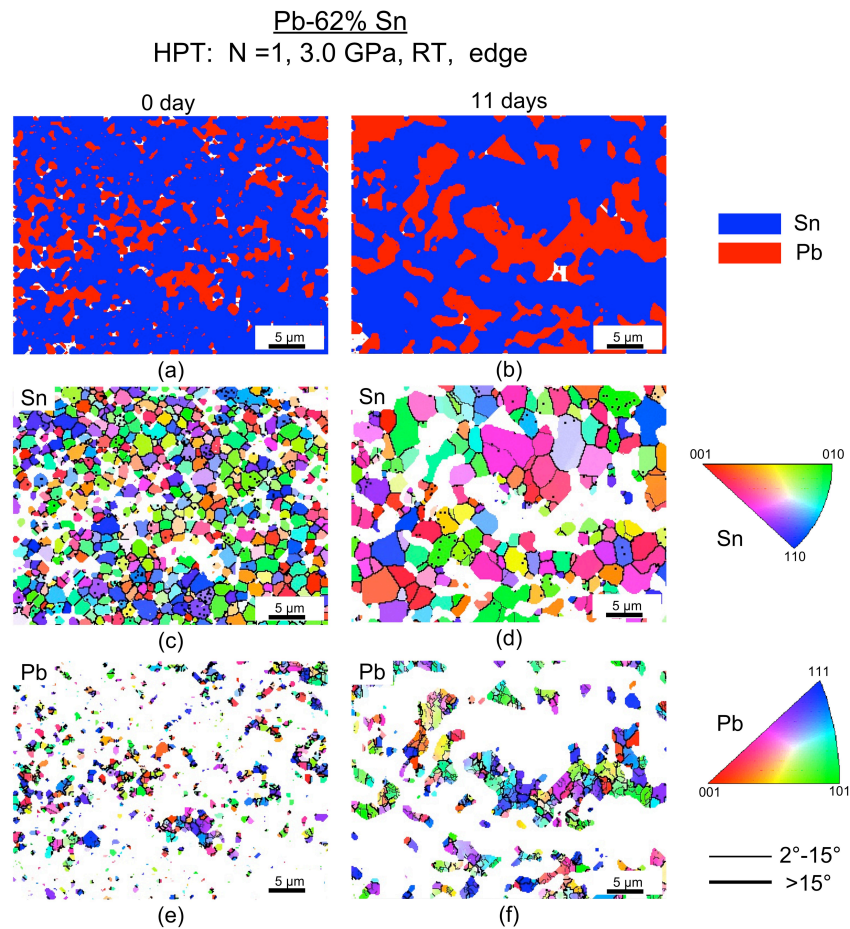 Pb-62% Sn
HPT: N =1, 3.0 GPa, RT, edge
0 day
11 days
5 µm
5 µm
Sn
Pb
(a)
(b)
Sn
Sn
5 µm
5 µm
001
010
Sn
110
(c)
(d)
Pb
Pb
5 µm
5 µm
111
Pb
001
101
2°-15°
>15°
(e)
(f)